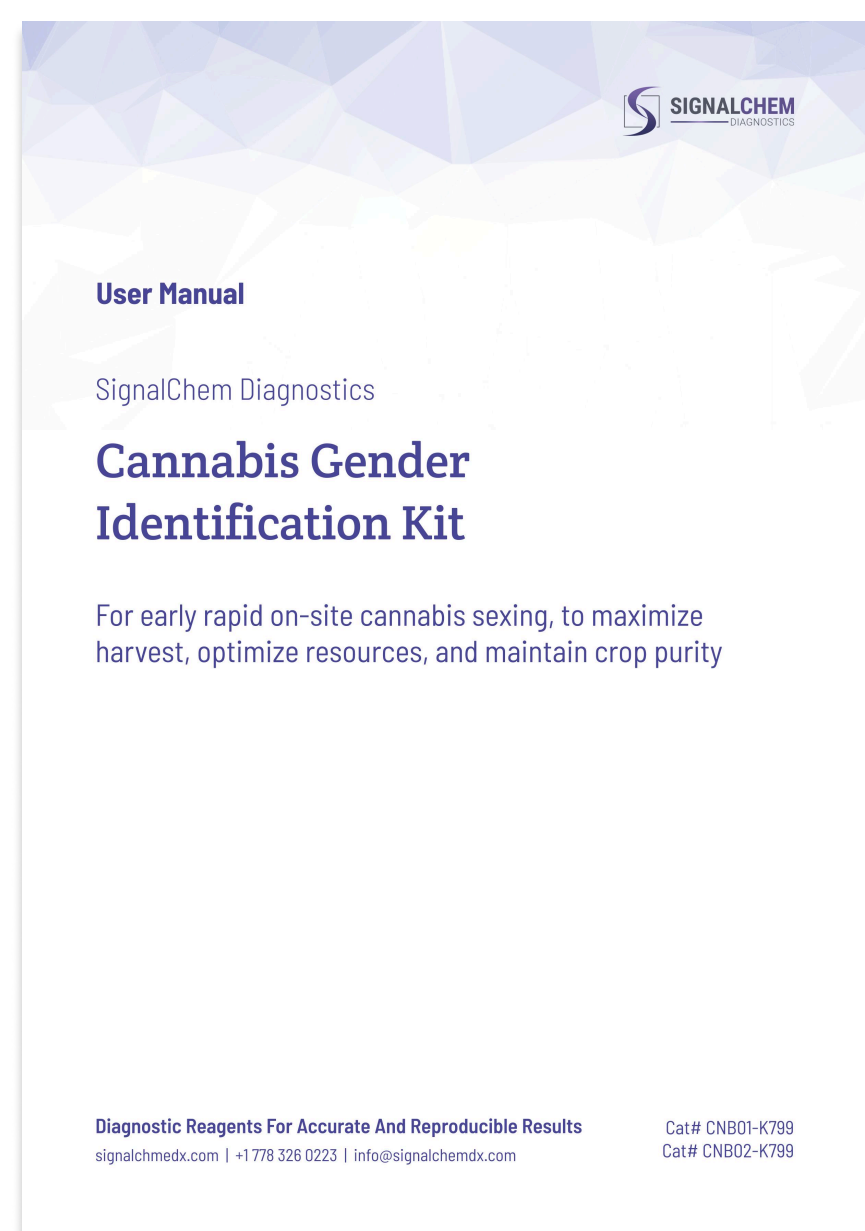 SIGNALCHEM
DIAGNOSTICS
User Manual
SignalChem Diagnostics
Cannabis Gender
Identification Kit
For early rapid on-site cannabis sexing, to maximize
harvest, optimize resources, and maintain crop purity
Diagnostic Reagents For Accurate And Reproducible Results
signalchmedx.com | +1 778 326 0223 | info@signalchemdx.com
Cat# CNB01-K799
Cat# CNB02-K799